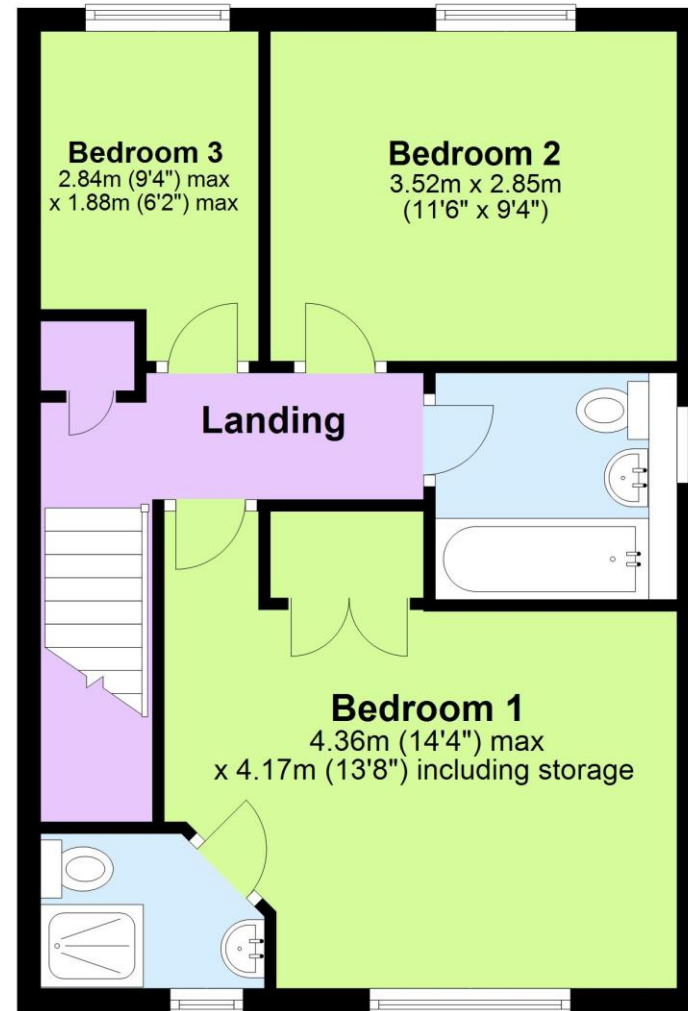 Bedroom 3
2.84m (9'4") max
x 1.88m (6'2") max
Bedroom 2
3.52m x 2.85m
(11'6" x 9'4")
Landing
Bedroom 1
4.36m (14'4") max
x 4.17m (13'8") including storage